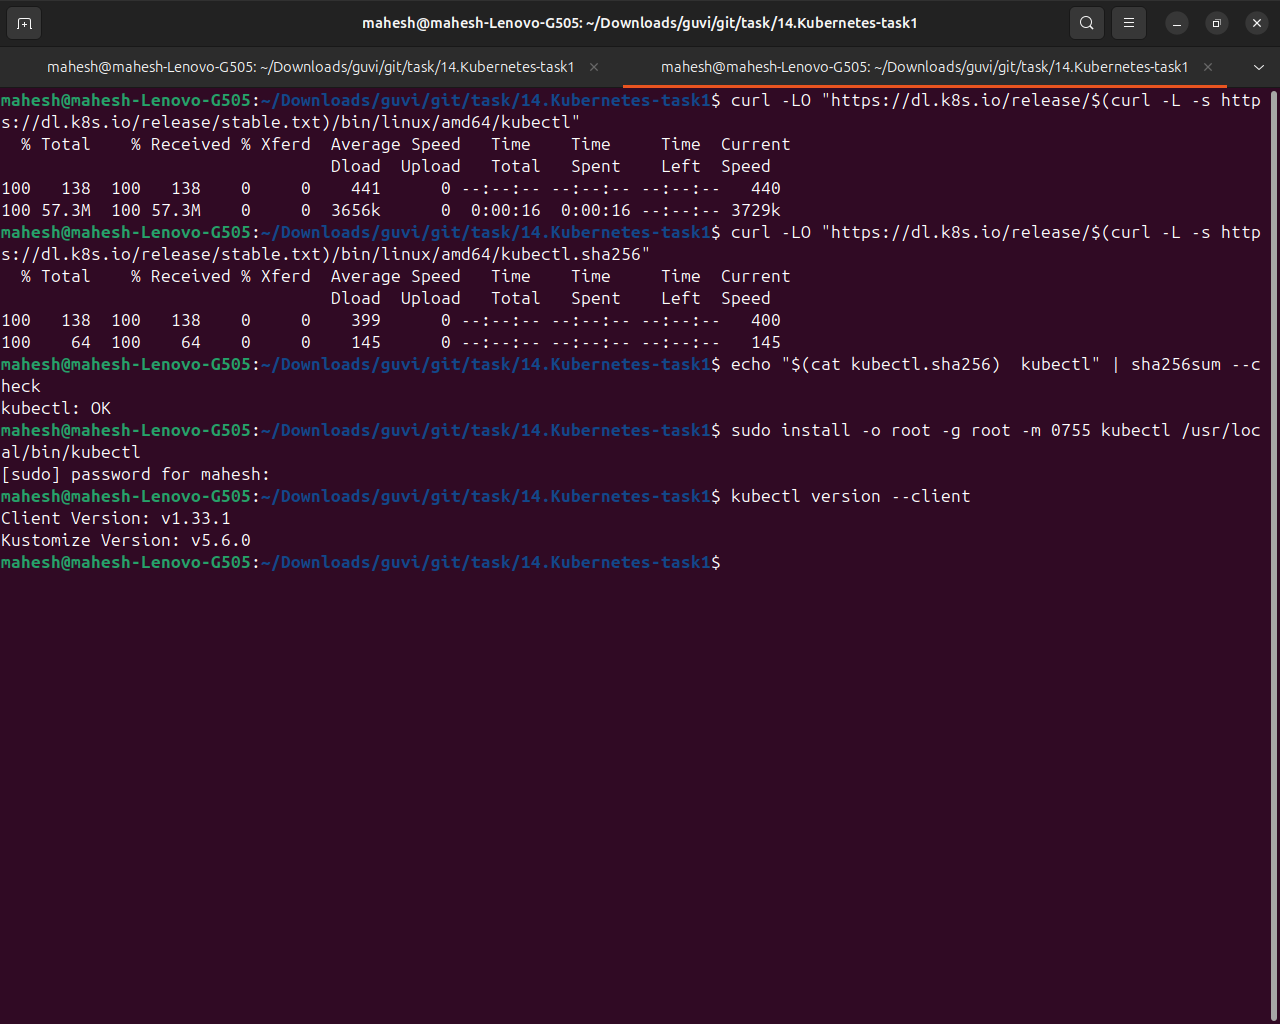 mahesh@mahesh-Lenovo-G505: ~/Downloads/guvi/git/task/14.Kubernetes-task1
mahesh@mahesh-Lenovo-G505: ~/Downloads/guvi/git/task/14.Kubernetes-task1
mahesh@mahesh-Lenovo-G505: ~/Downloads/guvi/git/task/14.Kubernetes-task1
mahesh@mahesh-Lenovo-G505:~/Downloads/guvi/git/task/14.Kubernetes-task1$ curl -LO "https://dl.k8s.io/release/$(curl -L -s http
s://dl.k8s.io/release/stable.txt)/bin/linux/amd64/kubectl"
  % Total    % Received % Xferd  Average Speed   Time    Time     Time  Current
                                 Dload  Upload   Total   Spent    Left  Speed
100   138  100   138    0     0    441      0 --:--:-- --:--:-- --:--:--   440
100 57.3M  100 57.3M    0     0  3656k      0  0:00:16  0:00:16 --:--:-- 3729k
mahesh@mahesh-Lenovo-G505:~/Downloads/guvi/git/task/14.Kubernetes-task1$ curl -LO "https://dl.k8s.io/release/$(curl -L -s http
s://dl.k8s.io/release/stable.txt)/bin/linux/amd64/kubectl.sha256"
  % Total    % Received % Xferd  Average Speed   Time    Time     Time  Current
                                 Dload  Upload   Total   Spent    Left  Speed
100   138  100   138    0     0    399      0 --:--:-- --:--:-- --:--:--   400
100    64  100    64    0     0    145      0 --:--:-- --:--:-- --:--:--   145
mahesh@mahesh-Lenovo-G505:~/Downloads/guvi/git/task/14.Kubernetes-task1$ echo "$(cat kubectl.sha256)  kubectl" | sha256sum --c
heck
kubectl: OK
mahesh@mahesh-Lenovo-G505:~/Downloads/guvi/git/task/14.Kubernetes-task1$ sudo install -o root -g root -m 0755 kubectl /usr/loc
al/bin/kubectl
[sudo] password for mahesh:
mahesh@mahesh-Lenovo-G505:~/Downloads/guvi/git/task/14.Kubernetes-task1$ kubectl version --client
Client Version: v1.33.1
Kustomize Version: v5.6.0
mahesh@mahesh-Lenovo-G505:~/Downloads/guvi/git/task/14.Kubernetes-task1$